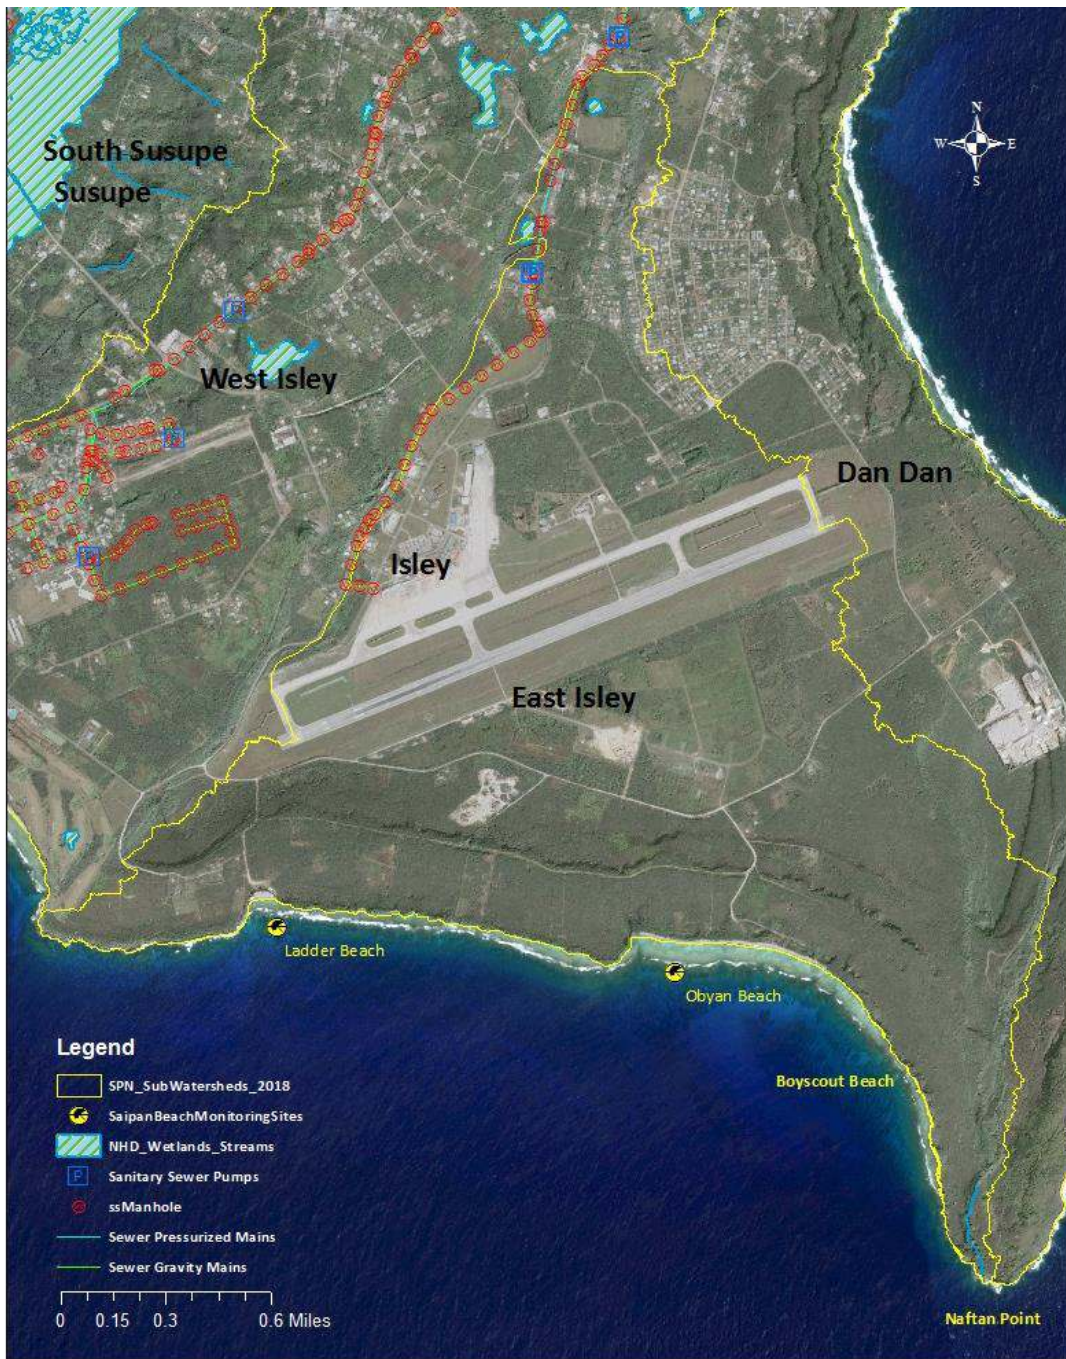 South Susupe
Susupe
N
W E
S
West Isley
Dan Dan
Isley
East Isley
Ladder Beach
Obyan Beach
Boyscout Beach
Naftan Point
Legend
SPN_SubWatersheds_2018
SaipanBeachMonitoringSites
NHD_Wetlands_Streams
P Sanitary Sewer Pumps
ssManhole
Sewer Pressurized Mains
Sewer Gravity Mains
0 0.15 0.3 0.6 Miles